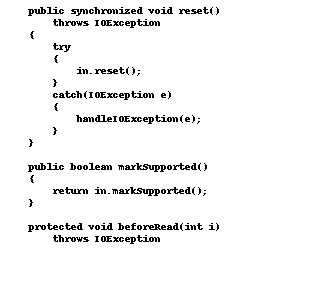 public synchronized void reset()
throws IOException
{
try
{
in.reset();
}
catch(IOException e)
{
handleIOException(e);
}
}
public boolean markSupported()
{
return in.markSupported();
}
protected void beforeRead(int i)
throws IOException